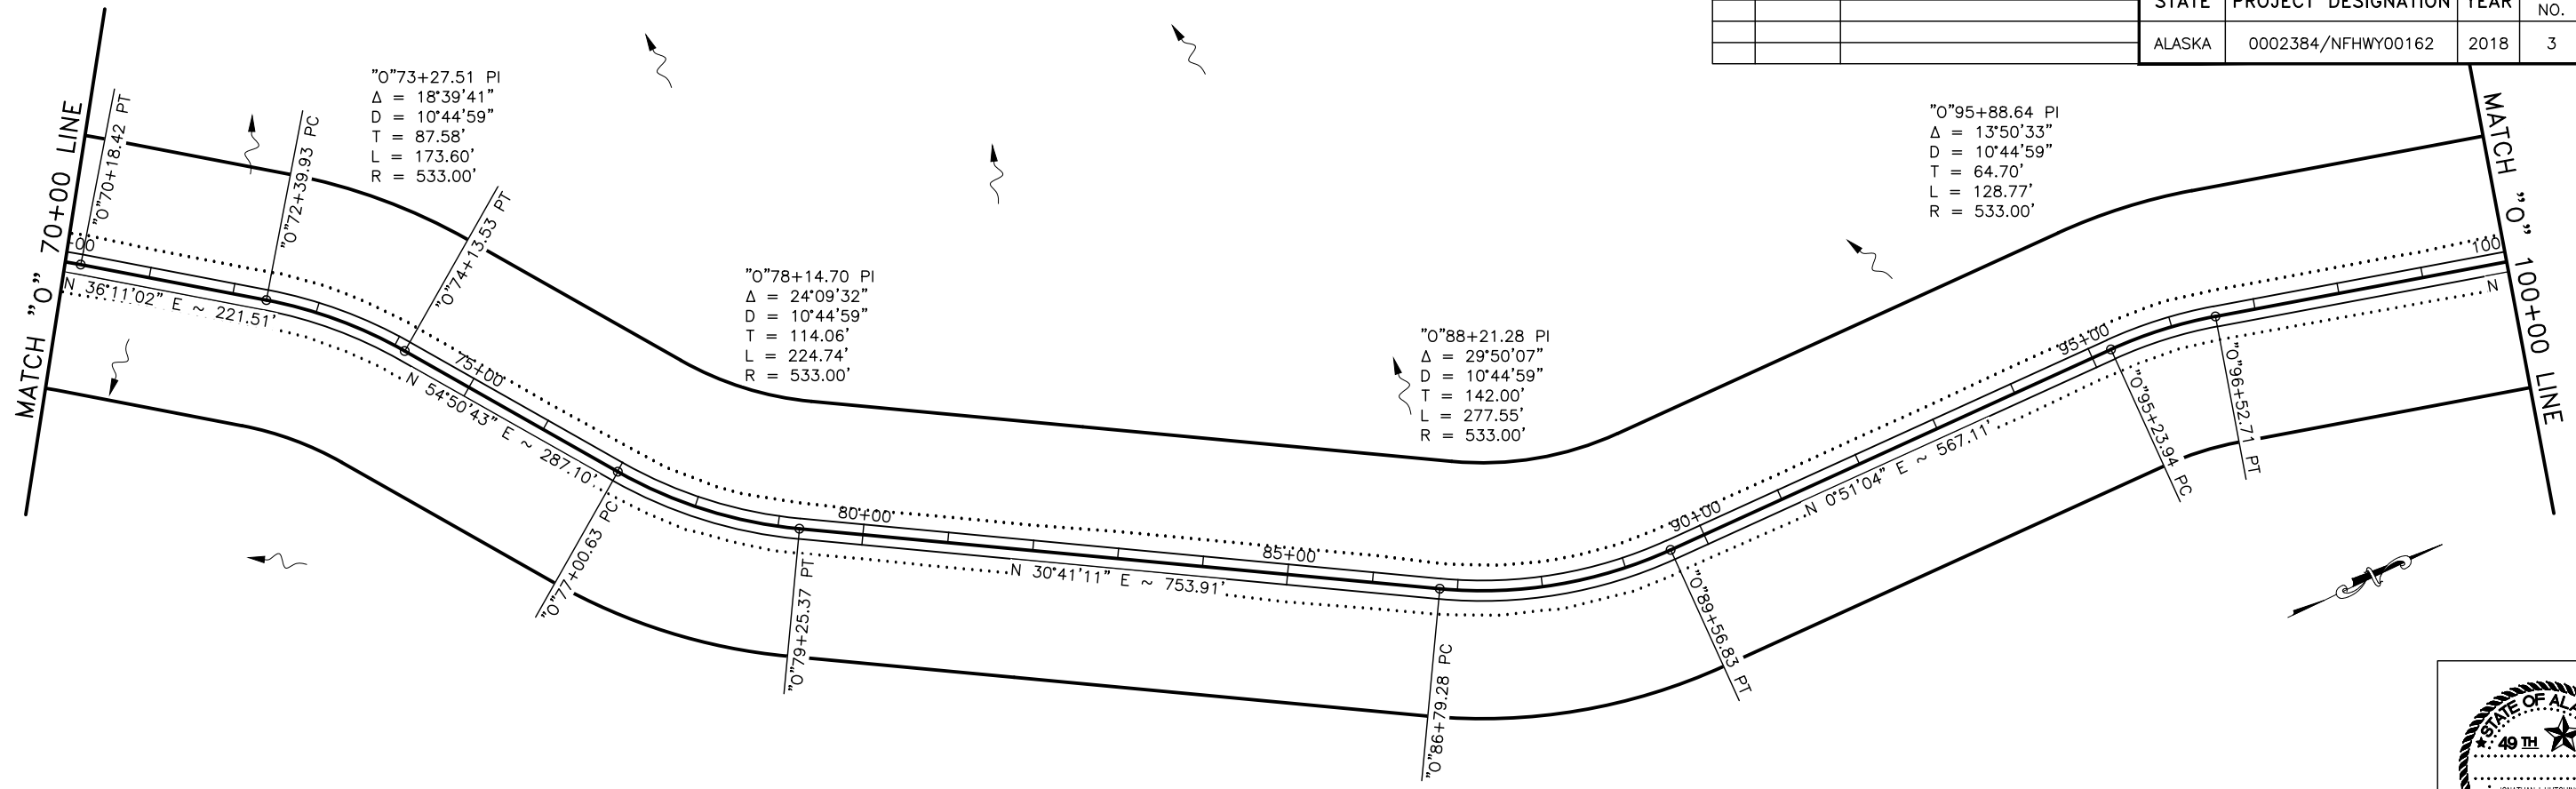 STATE PROJECT DESIGNATION YEAR NO.
ALASKA 0002384/NFHWY00162 2018 3
MATCH "O" 70+00 LINE
"O"70+18.42 PT
"O"72+39.93 PC
"O"73+27.51 PI
Δ = 18°39'41"
D = 10°44'59"
T = 87.58'
L = 173.60'
R = 533.00'
"O"74+13.53 PT
+00
N 36°11'02" E ~ 221.51'
75+00
N 54°50'43" E ~ 287.10'
"O"77+00.63 PC
"O"78+14.70 PI
Δ = 24°09'32"
D = 10°44'59"
T = 114.06'
L = 224.74'
R = 533.00'
"O"79+25.37 PT
80+00
N 30°41'11" E ~ 753.91'
85+00
"O"86+79.28 PC
"O"88+21.28 PI
Δ = 29°50'07"
D = 10°44'59"
T = 142.00'
L = 277.55'
R = 533.00'
"O"89+56.83 PT
90+00
N 0°51'04" E ~ 567.11'
95+00
"O"95+23.94 PC
"O"95+88.64 PI
Δ = 13°50'33"
D = 10°44'59"
T = 64.70'
L = 128.77'
R = 533.00'
"O"96+52.71 PT
100
N
MATCH "O" 100+00 LINE
N
STATE OF
49 TH